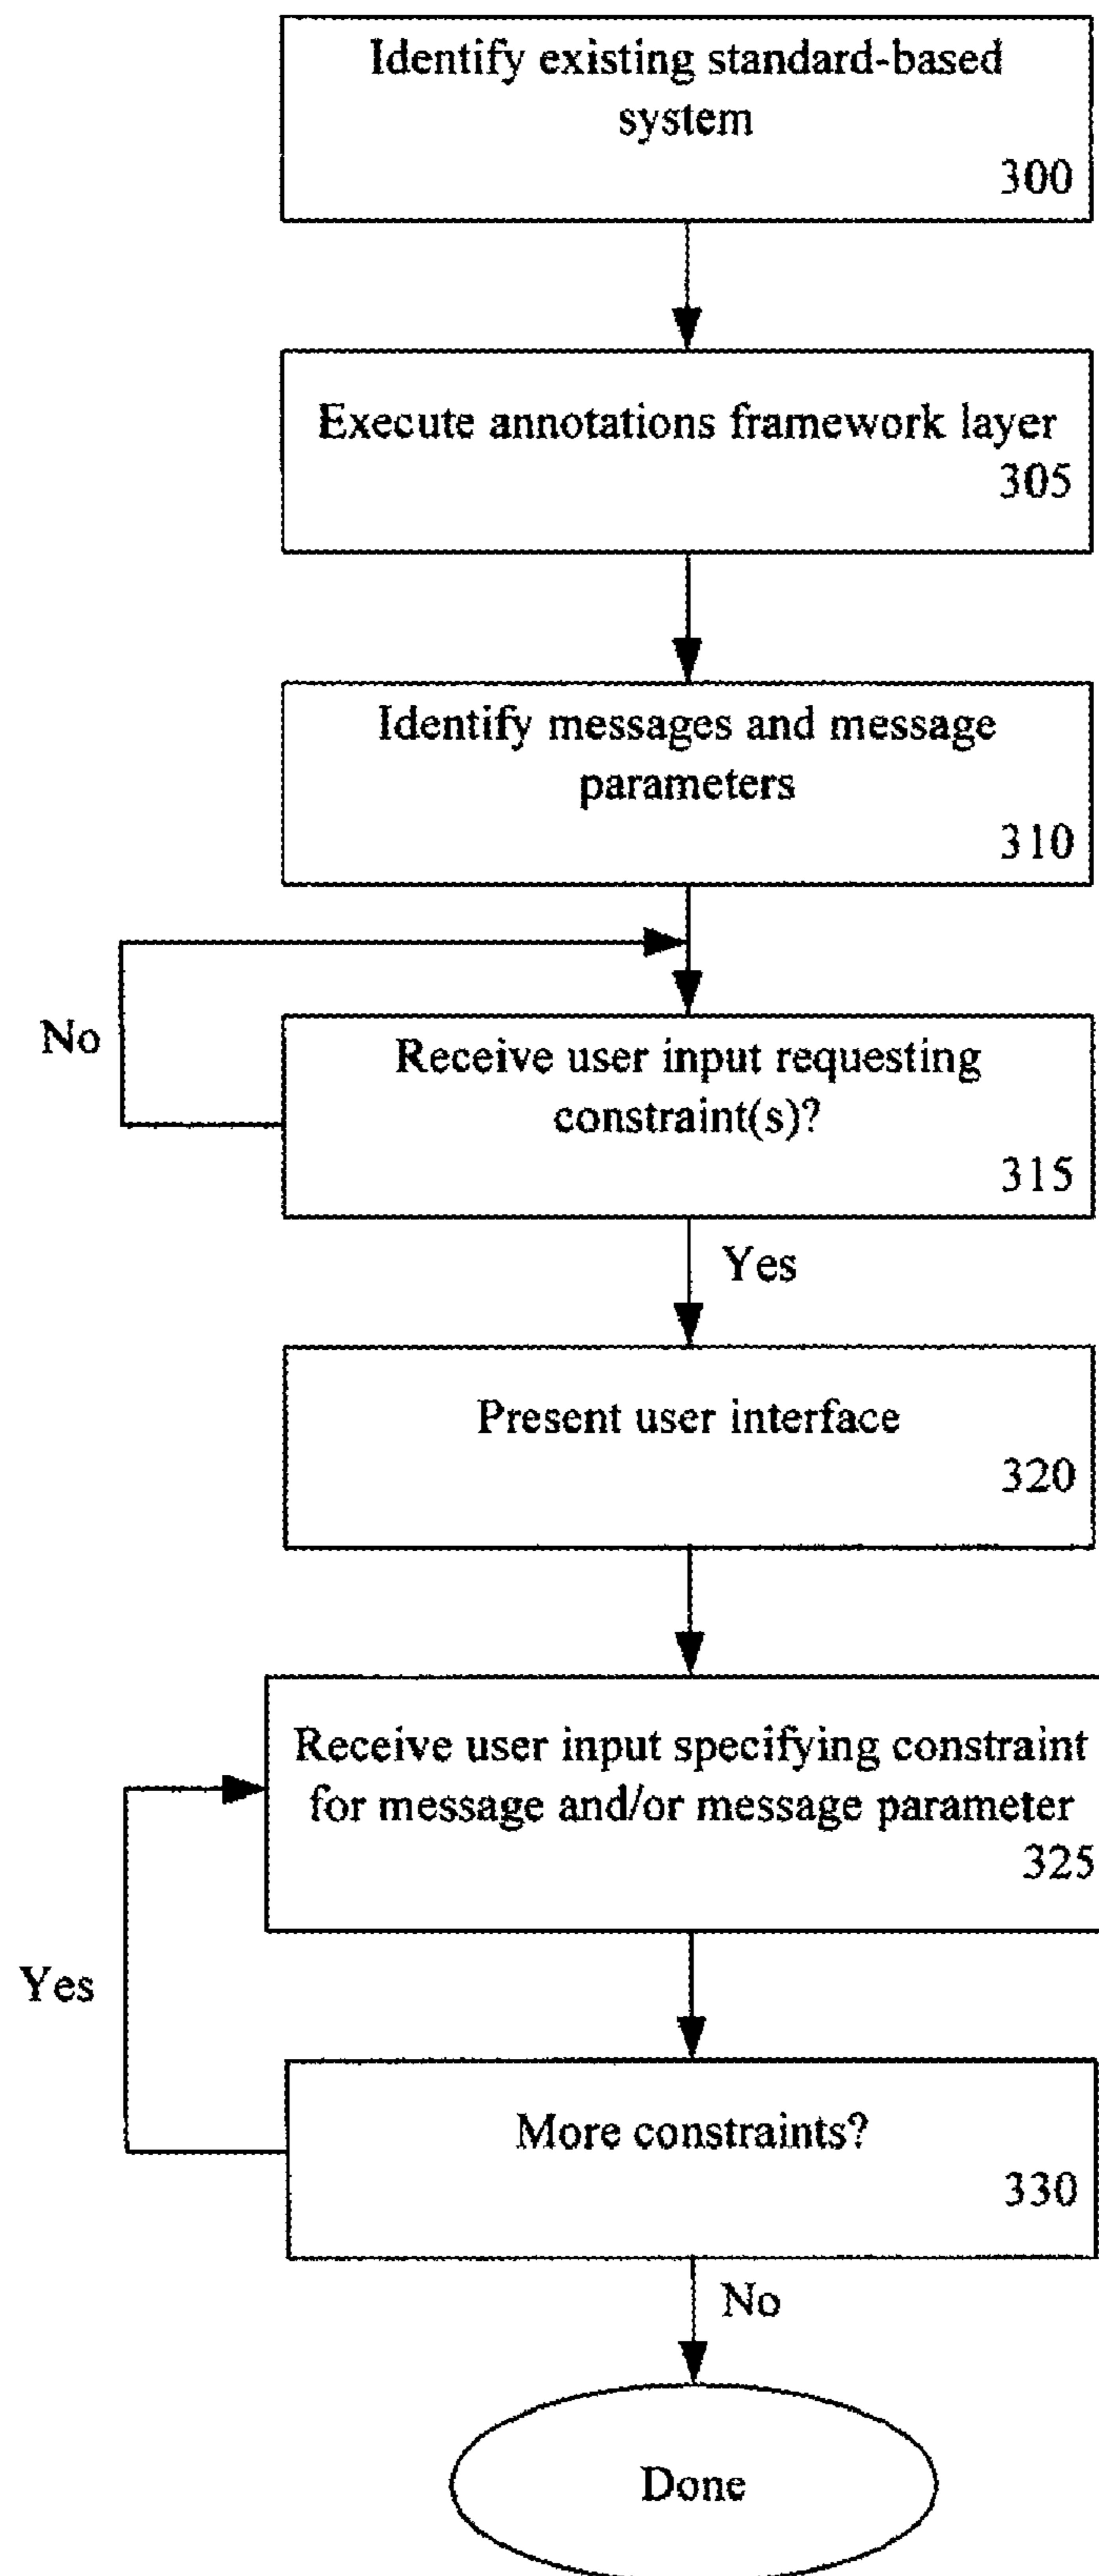 Identify existing standard-based
system
300
Execute annotations framework layer
305
Identify messages and message
parameters
310
No
Receive user input requesting
constraint(s)?
315
Yes
Present user interface
320
Receive user input specifying constraint
for message and/or message parameter
325
Yes
More constraints?
330
No
Done